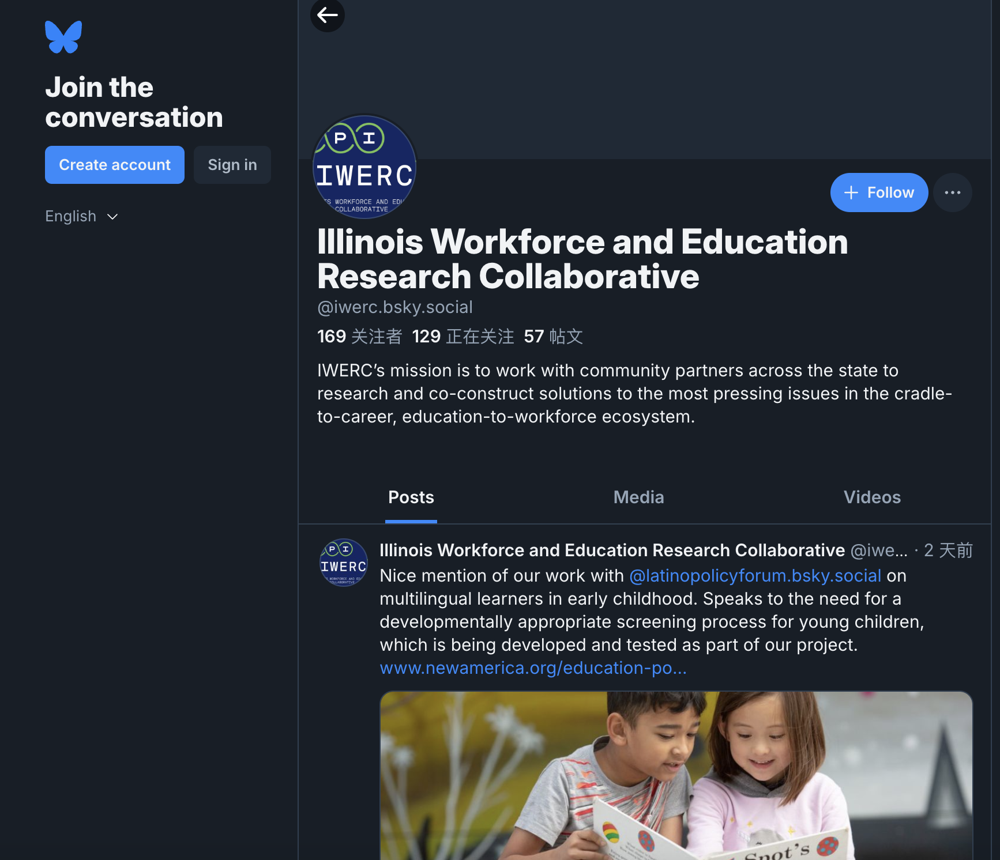 Join the
conversation
Create account
Sign in
English
P I
IWERC
IS WORKFORCE AND EDU
COLLABORATIVE
+ Follow
Illinois Workforce and Education
Research Collaborative
@iwerc.bsky.social
169 关注者 129 正在关注 57 帖文
IWERC’s mission is to work with community partners across the state to
research and co-construct solutions to the most pressing issues in the cradle-
to-career, education-to-workforce ecosystem.
Posts
Media
Videos
P I
IWERC
COLLABORATIVE
Illinois Workforce and Education Research Collaborative @iwe... · 2 天前
Nice mention of our work with @latinopolicyforum.bsky.social on
multilingual learners in early childhood. Speaks to the need for a
developmentally appropriate screening process for young children,
which is being developed and tested as part of our project.
www.newamerica.org/education-po...
Spot's